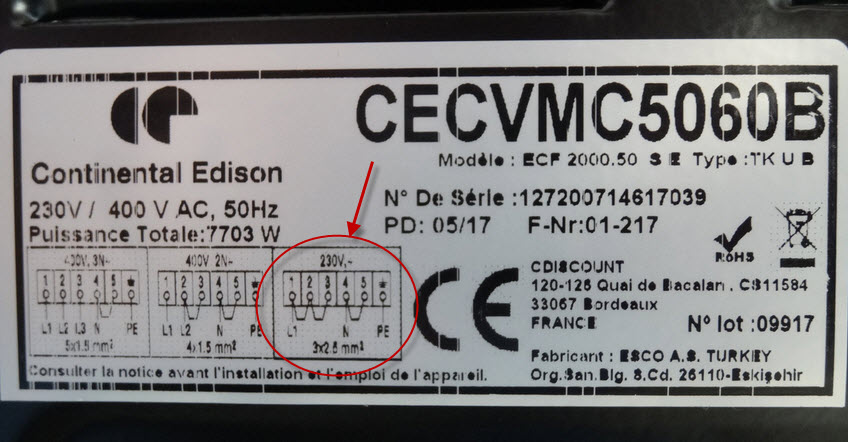 CECVMC5060B
Modèle : ECF 2000.50 S E Type :TK U B
Continental Edison
230V / 400 V AC, 50Hz
Puissance Totale:7703 W
N° De Série :127200714617039
PD: 05/17 F-Nr:01-217
400V, 3N~
1 2 3 4 5
L1 L2 L3 N PE
5x1.5 mm²
400V 2N~
1 2 3 4 5
L1 L2 N PE
4x1.5 mm²
230V,~
1 2 3 4 5
L1 N PE
3x2.5 mm²
CE
RoHS
CDISCOUNT
120-126 Quai de Bacalan . CS11584
33067 Bordeaux
FRANCE
N° lot :09917
Fabricant : ESCO A.S. TURKEY
Org.San.Blg. 8.Cd. 26110-Eskişehir
Consulter la notice avant l'installation et l'emploi de l'appareil.